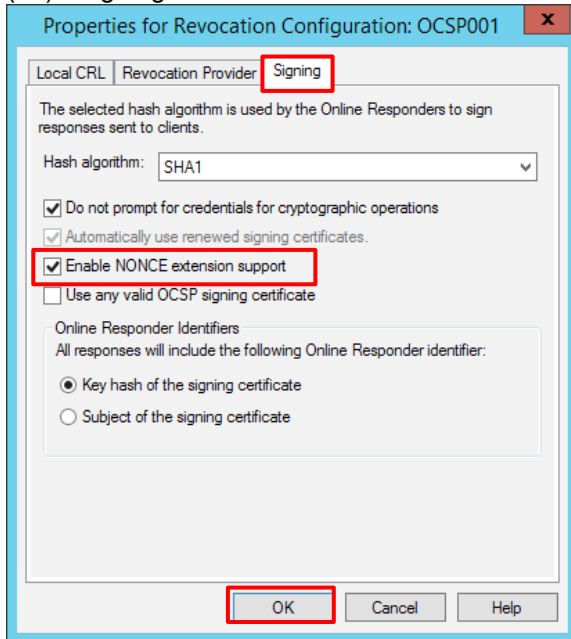 Properties for Revocation Configuration: OCSP001
x
Local CRL Revocation Provider Signing
The selected hash algorithm is used by the Online Responders to sign
responses sent to clients.
Hash algorithm: SHA1
Do not prompt for credentials for cryptographic operations
Automatically use renewed signing certificates.
Enable NONCE extension support
Use any valid OCSP signing certificate
Online Responder Identifiers
All responses will include the following Online Responder identifier:
Key hash of the signing certificate
Subject of the signing certificate
OK Cancel Help